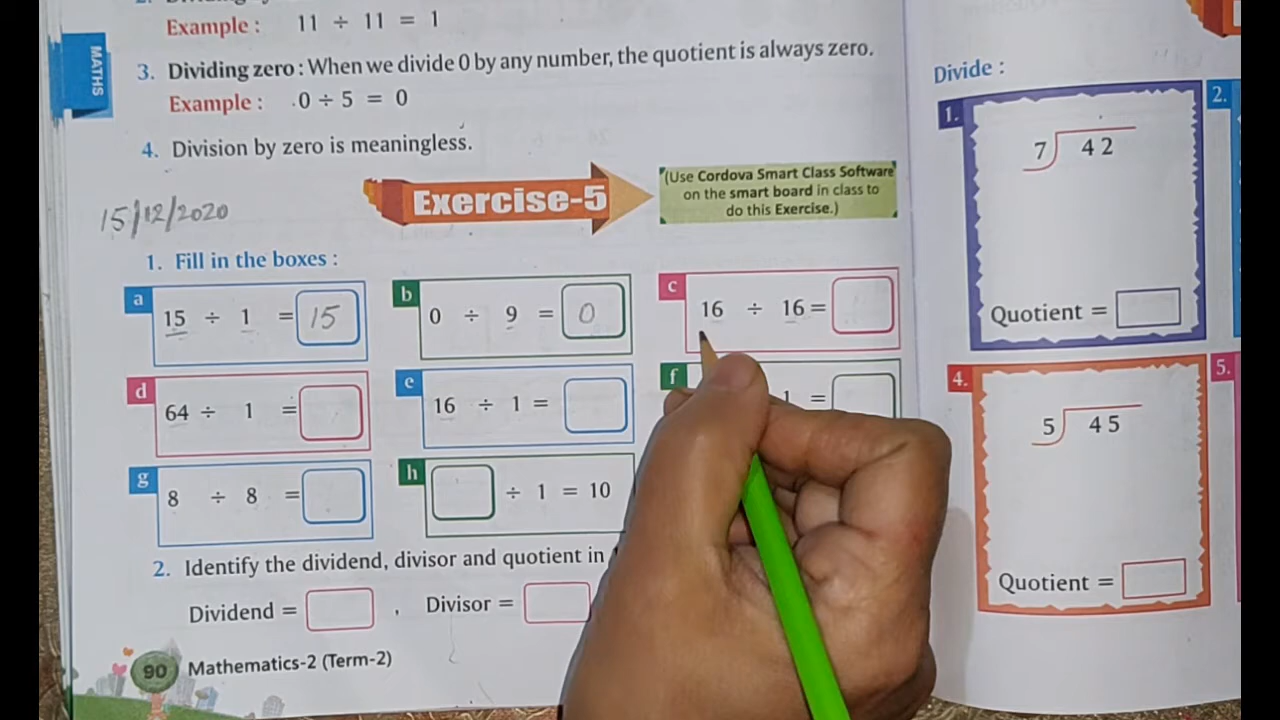 Example : 11 ÷ 11 = 1
3. Dividing zero : When we divide 0 by any number, the quotient is always zero.
Example : 0 ÷ 5 = 0
4. Division by zero is meaningless.
MATHS
15/12/2020
Exercise-5
(Use Cordova Smart Class Software
on the smart board in class to
do this Exercise.)
1. Fill in the boxes :
a 15 ÷ 1 = 15
b 0 ÷ 9 = 0
c 16 ÷ 16 =
d 64 ÷ 1 =
e 16 ÷ 1 =
f 1 =
g 8 ÷ 8 =
h ÷ 1 = 10
2. Identify the dividend, divisor and quotient in
Dividend = , Divisor =
90 Mathematics-2 (Term-2)
Divide :
1. 7 42
Quotient =
2.
4. 5 45
Quotient =
5.